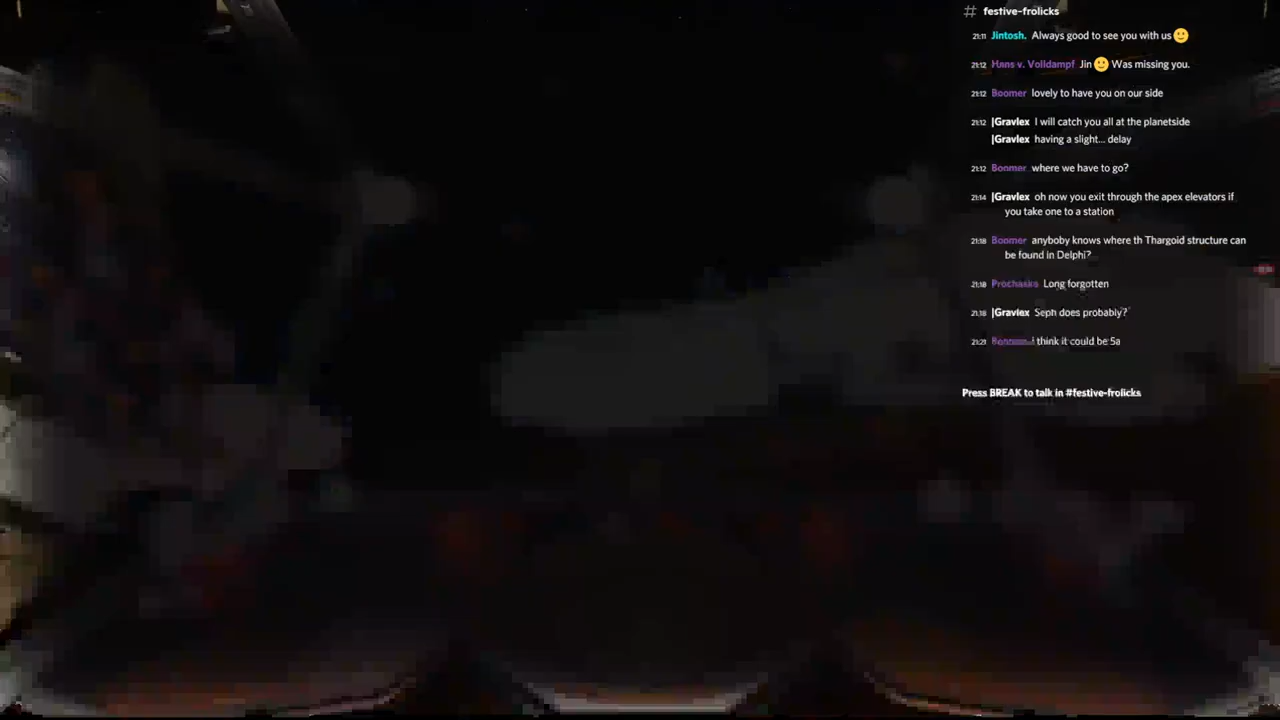 # festive-frolicks
21:11 Jintosh. Always good to see you with us
21:12 Hans v. Volldampf Jin Was missing you.
21:12 Boomer lovely to have you on our side
21:12 |Gravlex I will catch you all at the planetside
|Gravlex having a slight... delay
21:12 Boomer where we have to go?
21:14 |Gravlex oh now you exit through the apex elevators if
you take one to a station
21:18 Boomer anyboby knows where th Thargoid structure can
be found in Delphi?
21:18 Prochasko Long forgotten
21:18 |Gravlex Seph does probably?
21:21 i think it could be 5a
Press BREAK to talk in #festive-frolicks